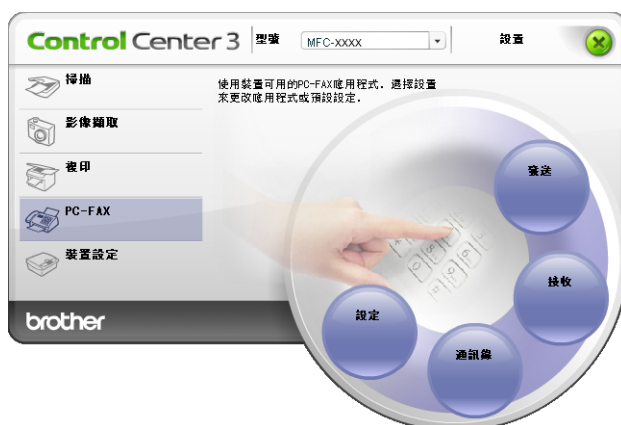 Control Center 3
型號
MFC-XXXX
設置
掃描
影像擷取
複印
PC-FAX
裝置設定
使用裝置可用的PC-FAX應用程式. 選擇設置
來更改應用程式或預設設定.
發送
接收
通訊錄
設定
brother